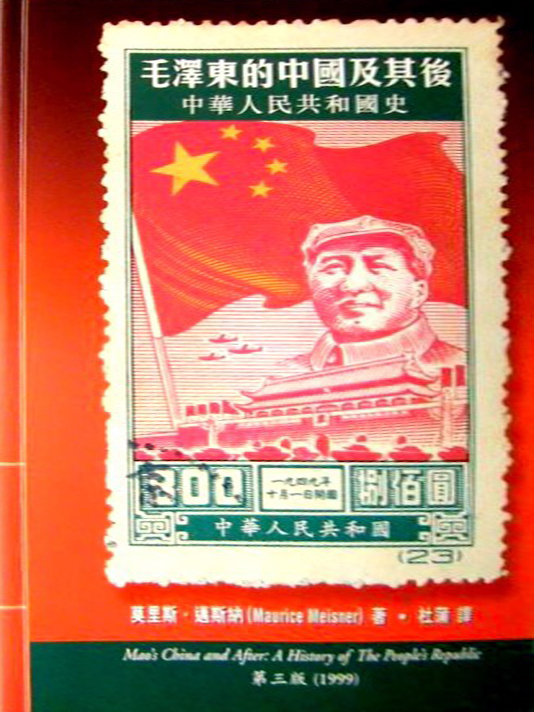 毛澤東的中國及其後
中華人民共和國史
800
一九四九年
十月一日開國
捌佰圓
中華人民共和國
(23)
莫里斯·邁斯納(Maurice Meisner) 著 • 杜蒲 譯
Mao's China and After: A History of The People's Republic
第三版 (1999)